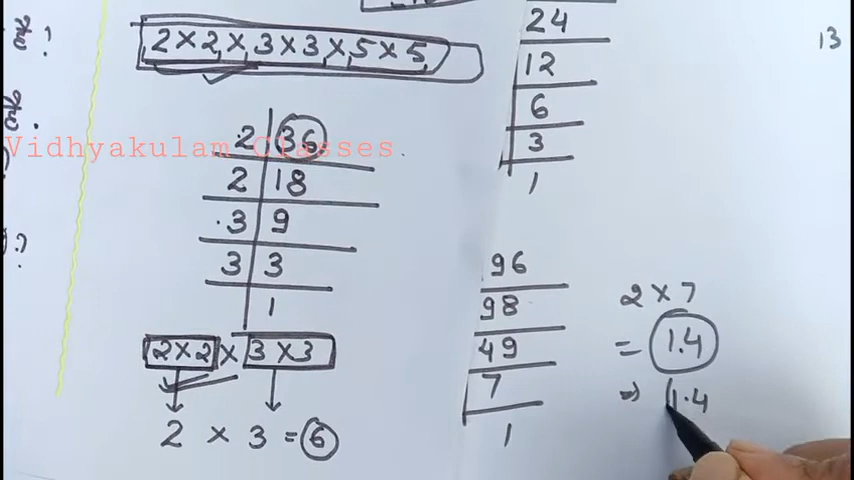 2×2×3×3×5×5
Vidhyakulam Classes
2 | 36
2 | 18
3 | 9
3 | 3
1
2×2 × 3×3
2 × 3 = 6
24
12
6
3
1
13
96
98
49
7
1
2×7
= 1.4
⇒ 1.4